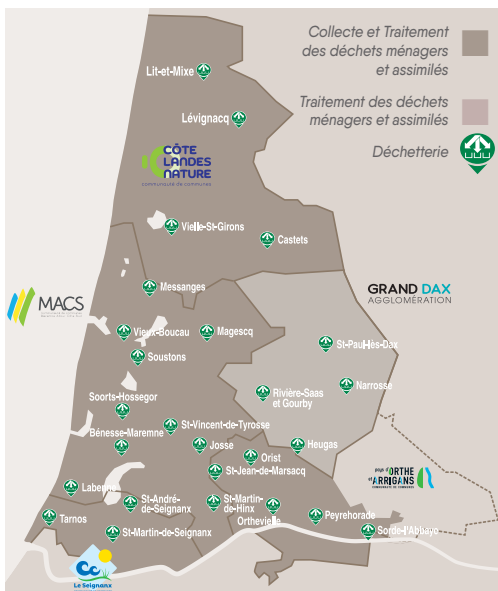 Collecte et Traitement
des déchets ménagers
et assimilés
Traitement des déchets
ménagers et assimilés
Déchetterie
Lit-et-Mixe
Lévignacq
CÔTE
LANDES
NATURE
communauté de communes
Vielle-St-Girons
Castets
Messanges
GRAND DAX
AGGLOMÉRATION
MACS
Vieux-Boucau
Magescq
St-Paul-lès-Dax
Soustons
Narrosse
Rivière-Saas
et Gourby
Soorts-Hossegor
St-Vincent-de-Tyrosse
Bénesse-Maremne
Josse
Heugas
Orist
St-Jean-de-Marsacq
pays d'ORTHE
et ARRIGANS
COMMUNAUTÉ DE COMMUNES
Labenne
St-André-
de-Seignanx
St-Martin-
de-Hinx
Orthevielle
Peyrehorade
Tarnos
St-Martin-de-Seignanx
Sorde-l'Abbaye
Le Seignanx